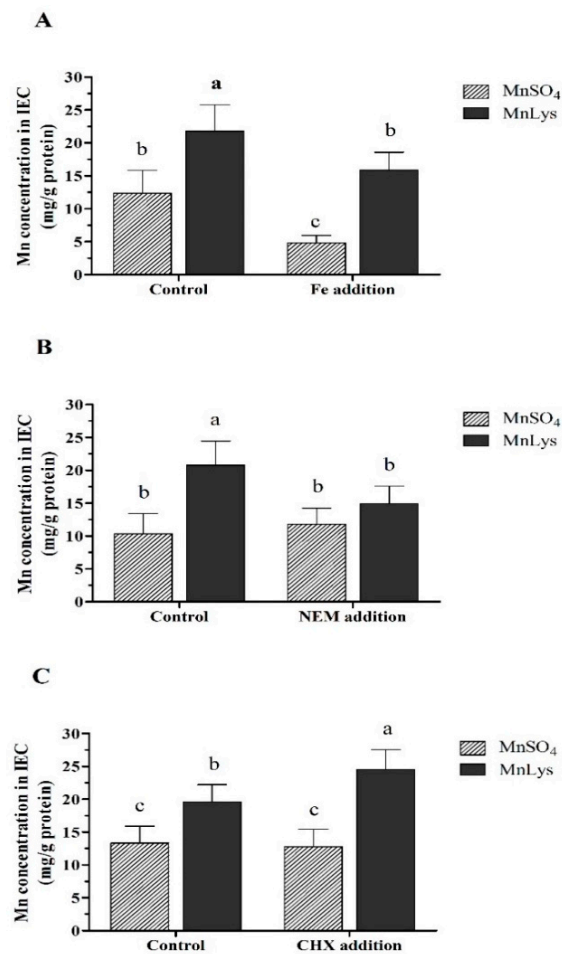 A
Mn concentration in IEC
(mg/g protein)
30
25
20
15
10
5
0
b
a
c
b
Control
Fe addition
MnSO₄
MnLys
B
Mn concentration in IEC
(mg/g protein)
30
25
20
15
10
5
0
b
a
b
b
Control
NEM addition
MnSO₄
MnLys
C
Mn concentration in IEC
(mg/g protein)
30
25
20
15
10
5
0
c
b
c
a
Control
CHX addition
MnSO₄
MnLys